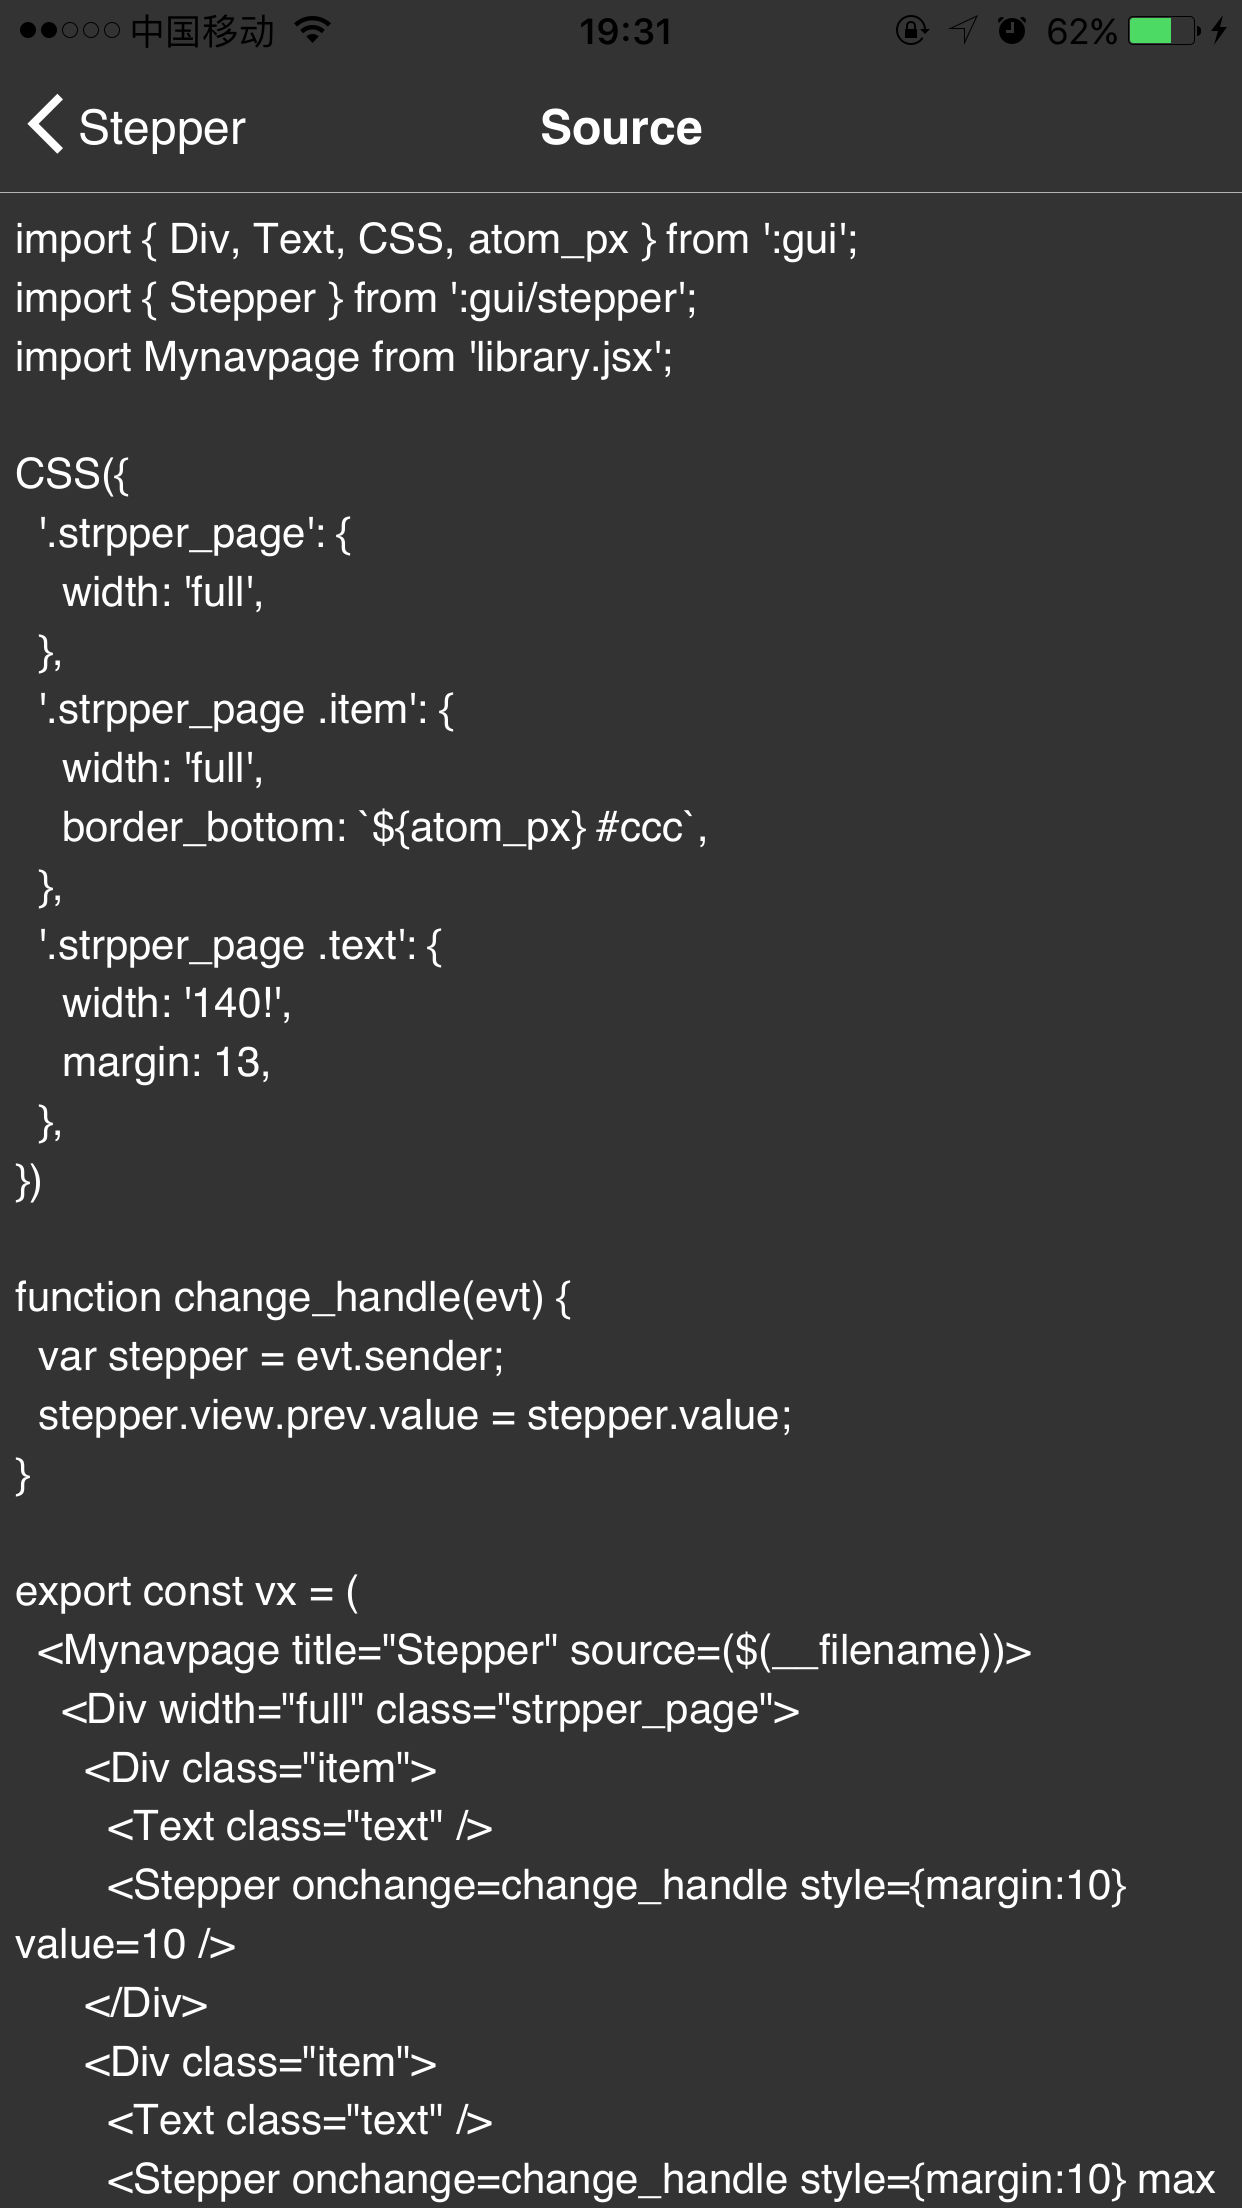 中国移动 19:31 62%
Stepper Source
import { Div, Text, CSS, atom_px } from ':gui';
import { Stepper } from ':gui/stepper';
import Mynavpage from 'library.jsx';
CSS({
  '.strpper_page': {
    width: 'full',
  },
  '.strpper_page .item': {
    width: 'full',
    border_bottom: `${atom_px} #ccc`,
  },
  '.strpper_page .text': {
    width: '140!',
    margin: 13,
  },
})
function change_handle(evt) {
  var stepper = evt.sender;
  stepper.view.prev.value = stepper.value;
}
export const vx = (
  <Mynavpage title="Stepper" source=($(__filename))>
    <Div width="full" class="strpper_page">
      <Div class="item">
        <Text class="text" />
        <Stepper onchange=change_handle style={margin:10}
value=10 />
      </Div>
      <Div class="item">
        <Text class="text" />
        <Stepper onchange=change_handle style={margin:10} max